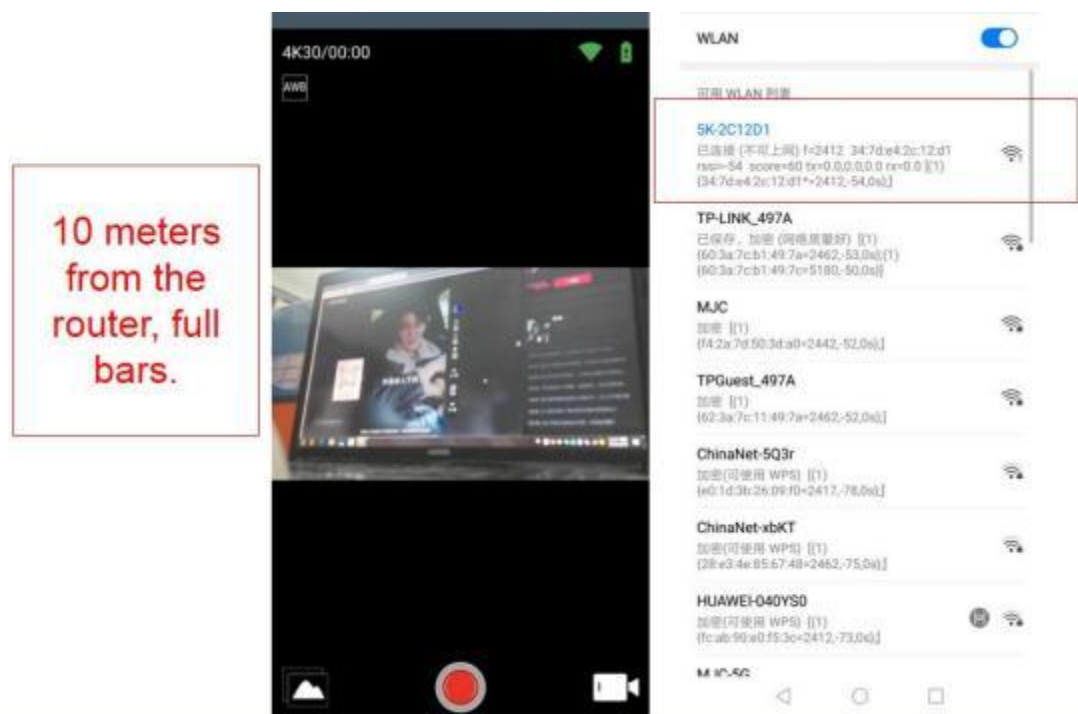 10 meters
from the
router, full
bars.
4K30/00:00
AWB
WLAN
可用 WLAN 列表
5K-2C12D1
已连接 (不可上网) f=2412 34:7d:e4:2c:12:d1
rssi=-54 score=60 tx=0.0,0.0,0.0 rx=0.0 [(1)
{34:7d:e4:2c:12:d1*=2412,-54,0s};]
TP-LINK_497A
已保存，加密 (网络质量好) [(1)
{60:3a:7c:b1:49:7a=2462,-53,0s};(1)
{60:3a:7c:b1:49:7c=5180,-50,0s}]
MJC
加密 [(1)
{f4:2a:7d:50:3d:a0=2442,-52,0s};]
TPGuest_497A
加密 [(1)
{62:3a:7c:11:49:7a=2462,-52,0s};]
ChinaNet-5Q3r
加密(可使用 WPS) [(1)
{e0:1d:3b:26:09:f0=2417,-78,0s};]
ChinaNet-xbKT
加密(可使用 WPS) [(1)
{28:e3:4e:85:67:48=2462,-75,0s};]
HUAWEI-040YS0
加密(可使用 WPS) [(1)
{fc:ab:90:e0:f5:3c=2412,-73,0s};]
MJC-5G